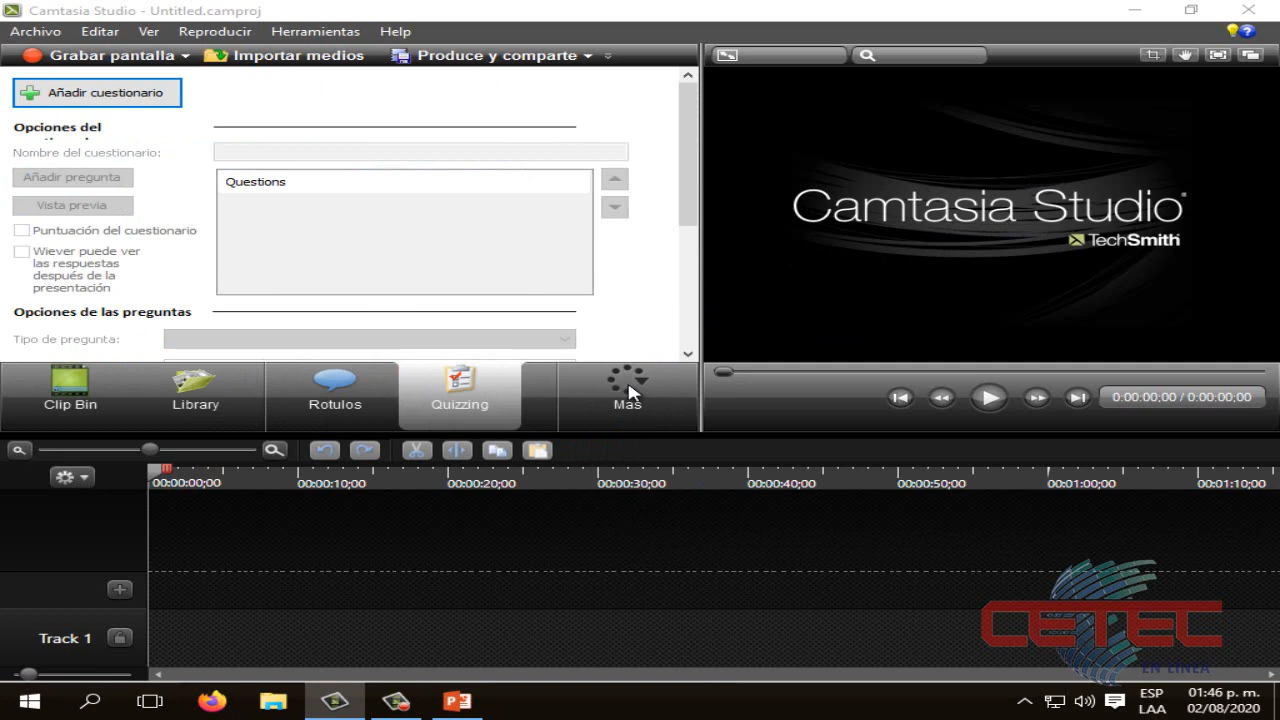 Camtasia Studio - Untitled.camproj
Archivo Editar Ver Reproducir Herramientas Help
Grabar pantalla Importar medios Produce y comparte
Añadir cuestionario
Opciones del
Nombre del cuestionario:
Añadir pregunta
Questions
Vista previa
Puntuación del cuestionario
Wiever puede ver
las respuestas
después de la
presentación
Opciones de las preguntas
Tipo de pregunta:
Camtasia Studio
TechSmith
Clip Bin Library Rotulos Quizzing Mas
0:00:00;00 / 0:00:00;00
00:00:00;00 00:00:10;00 00:00:20;00 00:00:30;00 00:00:40;00 00:00:50;00 00:01:00;00 00:01:10;00
Track 1
CETEC
EN LÍNEA
ESP
LAA
01:46 p. m.
02/08/2020